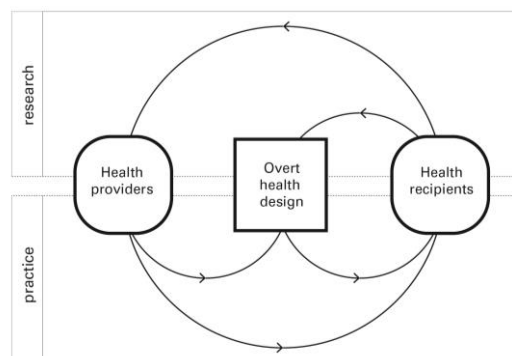 research
Health
providers
Overt
health
design
Health
recipients
practice